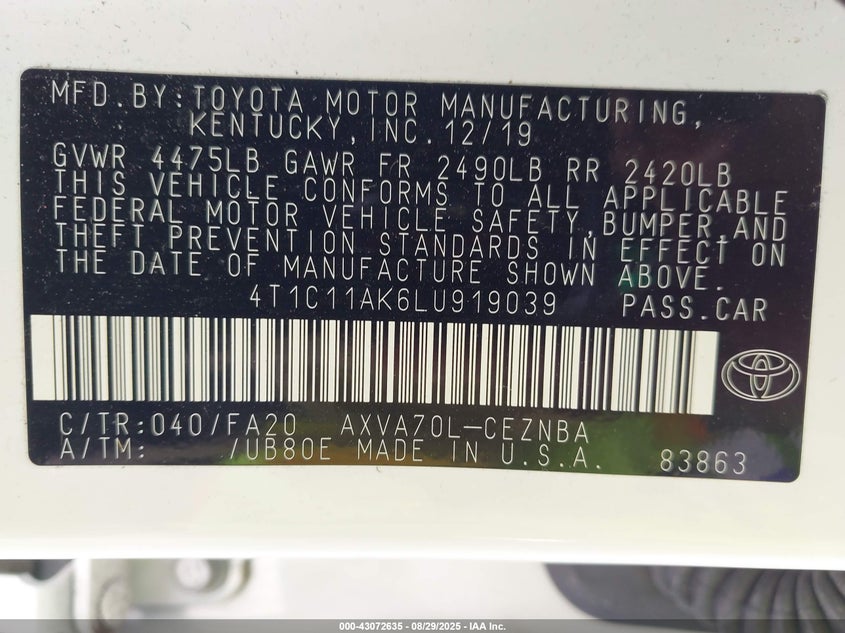 MFD.BY:TOYOTA MOTOR MANUFACTURING,
KENTUCKY,INC.12/19
GVWR 4475LB GAWR FR 2490LB RR 2420LB
THIS VEHICLE CONFORMS TO ALL APPLICABLE
FEDERAL MOTOR VEHICLE SAFETY,BUMPER,AND
THEFT PREVENTION STANDARDS IN EFFECT ON
THE DATE OF MANUFACTURE SHOWN ABOVE.
4T1C11AK6LU919039 PASS.CAR
C/TR:040/FA20 AXVA70L-CEZNBA
A/TM: /UB80E MADE IN U.S.A. 83863
000-43072635 - 08/29/2025 - IAA Inc.